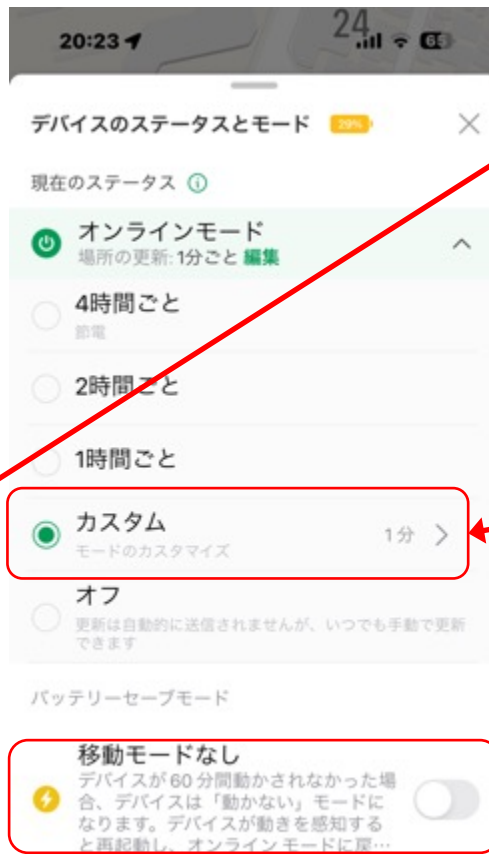 24
20:23
65
デバイスのステータスとモード 29%
現在のステータス
オンラインモード
場所の更新: 1分ごと 編集
4時間ごと
節電
2時間ごと
1時間ごと
カスタム
1分
モードのカスタマイズ
オフ
更新は自動的に送信されませんが、いつでも手動で更新
できます
バッテリーセーブモード
移動モードなし
デバイスが 60 分間動かされなかった場
合、デバイスは「動かない」モードに
なります。デバイスが動きを感知する
と再起動し、オンラインモードに戻…